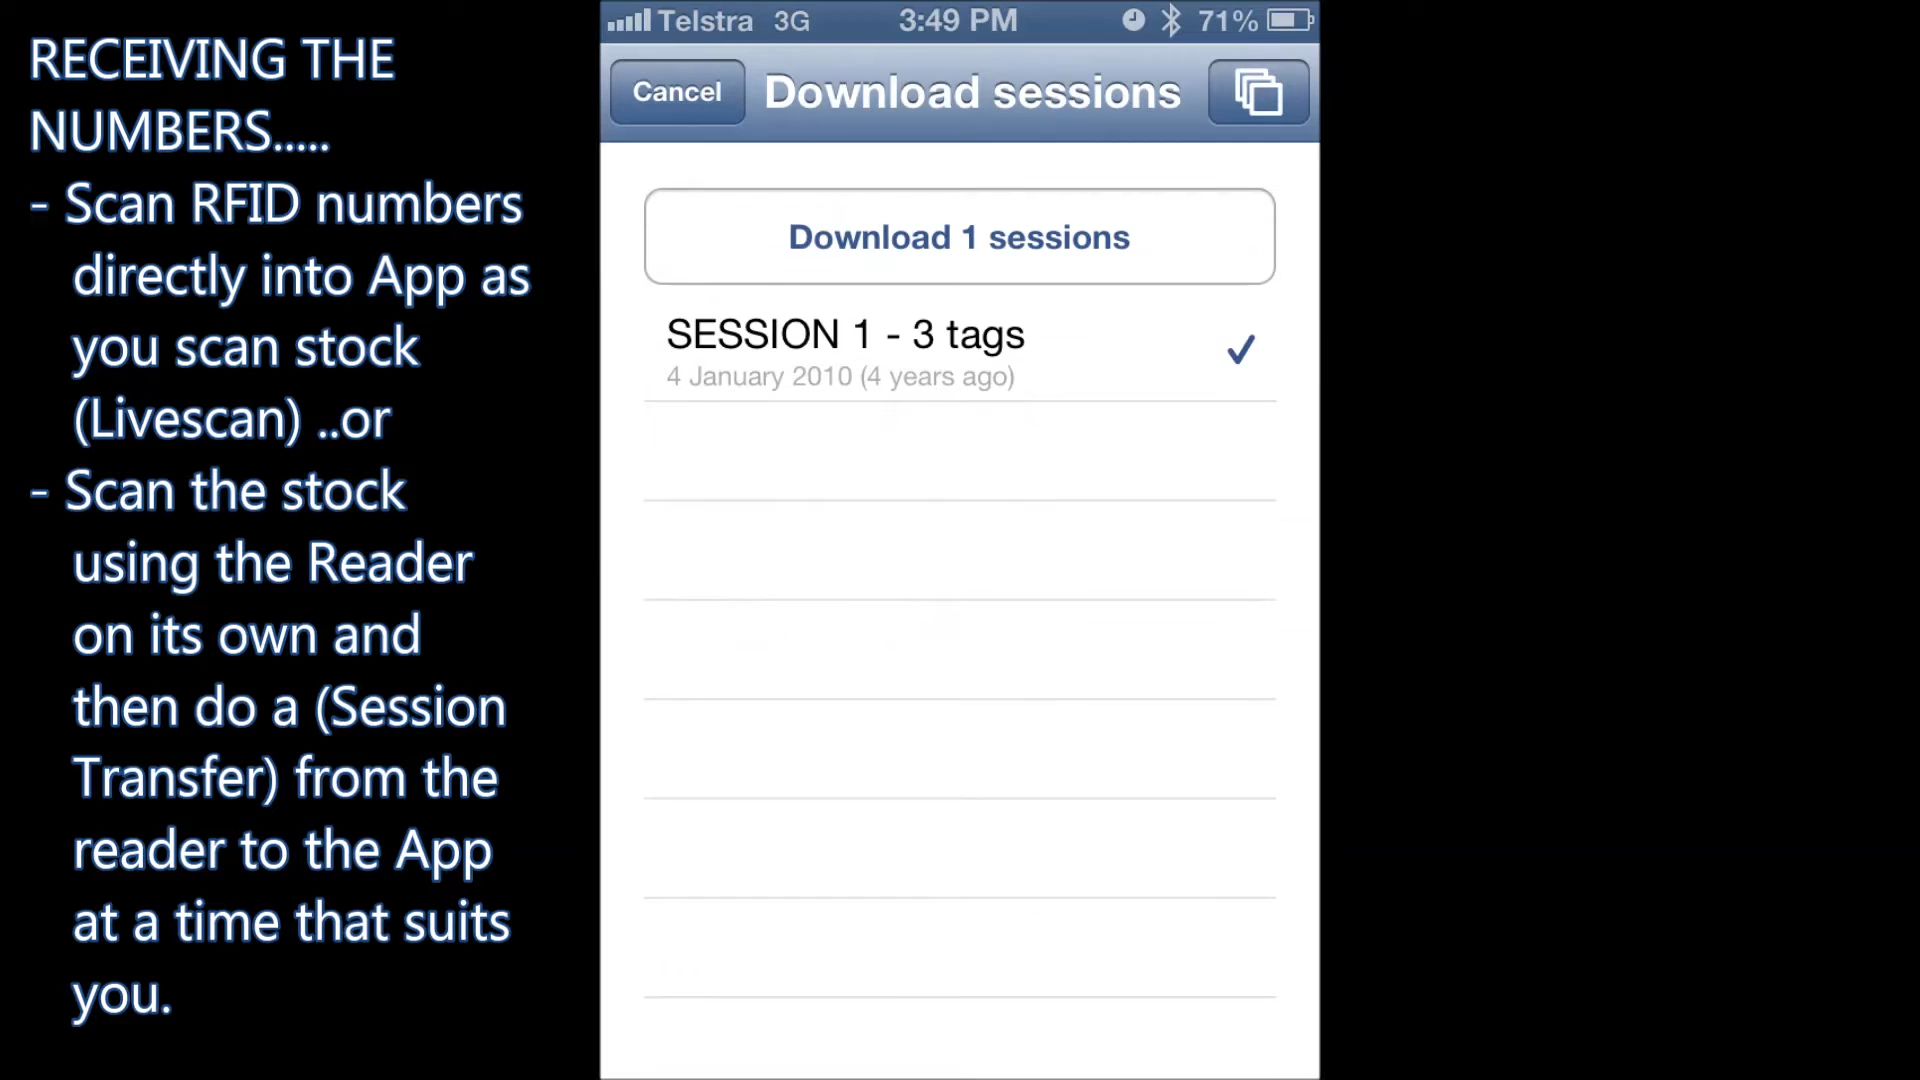 RECEIVING THE
NUMBERS.....
- Scan RFID numbers
directly into App as
you scan stock
(Livescan) ..or
- Scan the stock
using the Reader
on its own and
then do a (Session
Transfer) from the
reader to the App
at a time that suits
you.
Telstra 3G 3:49 PM 71%
Cancel Download sessions
Download 1 sessions
SESSION 1 - 3 tags
4 January 2010 (4 years ago)